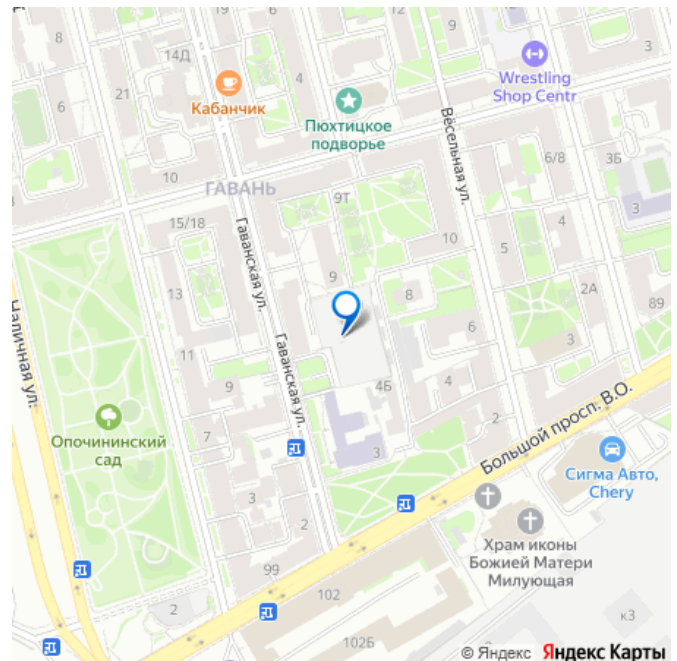 8
14Д
12
19
9
3
Wrestling
Shop Centr
Кабанчик
6
21
4
7
Пюхтицкое
подворье
Весельная ул.
6/8
3Б
10
ГАВАНЬ
9Т
3
15/18
4
10
5
Гаванская ул.
9
13
8
2А
89
Наличная ул.
6
11
Гаванская ул.
9
4Б
4
Опочининский
сад
7
2
Большой просп. В.О.
3
Сигма Авто,
Chery
3
2
Храм иконы
Божией Матери
Милующая
99
102
2
к3
102Б
© Яндекс Яндекс Карты